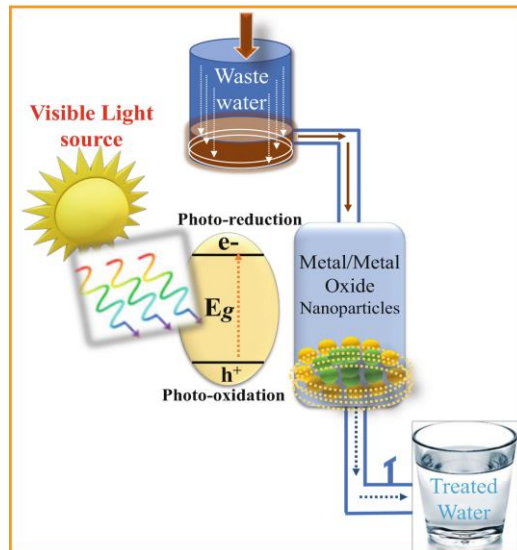 Waste
water
Visible Light
source
Photo-reduction
e-
Eg
h⁺
Photo-oxidation
Metal/Metal
Oxide
Nanoparticles
Treated
Water